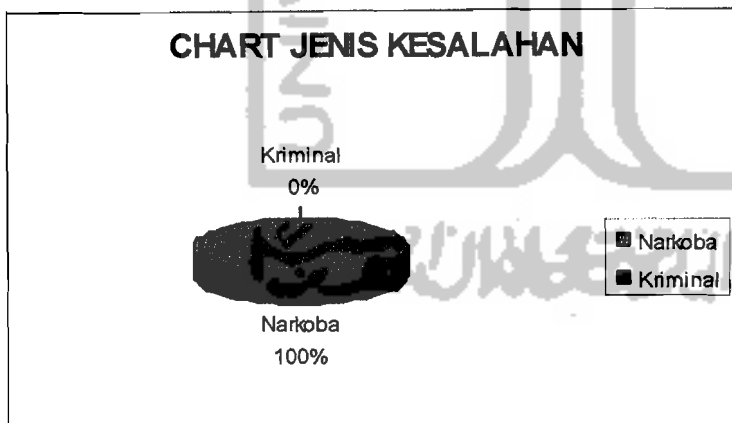 CHART JENIS KESALAHAN
Kriminal
0%
Narkoba
100%
Narkoba
Kriminal